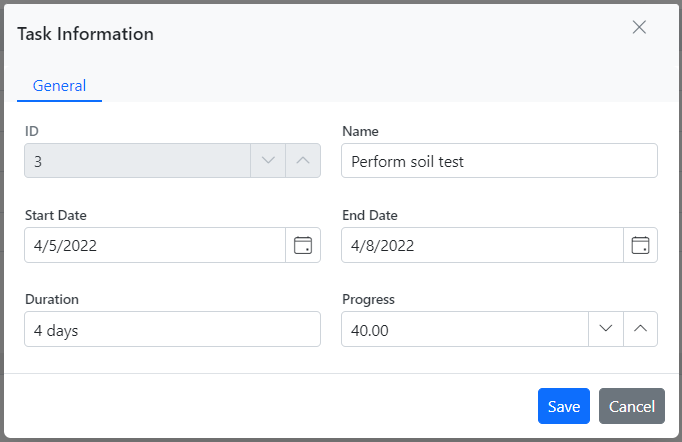 Task Information
General
ID
Name
3
Perform soil test
Start Date
End Date
4/5/2022
4/8/2022
Duration
Progress
4 days
40.00
Save
Cancel